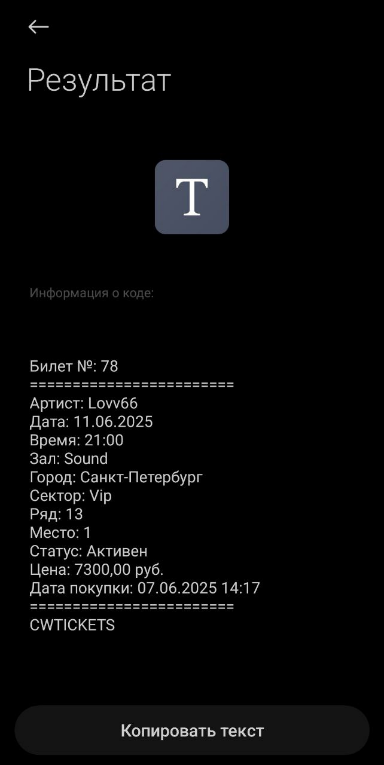 Результат
T
Информация о коде:
Билет №: 78
========================
Артист: Lovv66
Дата: 11.06.2025
Время: 21:00
Зал: Sound
Город: Санкт-Петербург
Сектор: Vip
Ряд: 13
Место: 1
Статус: Активен
Цена: 7300,00 руб.
Дата покупки: 07.06.2025 14:17
========================
CWTICKETS
Копировать текст